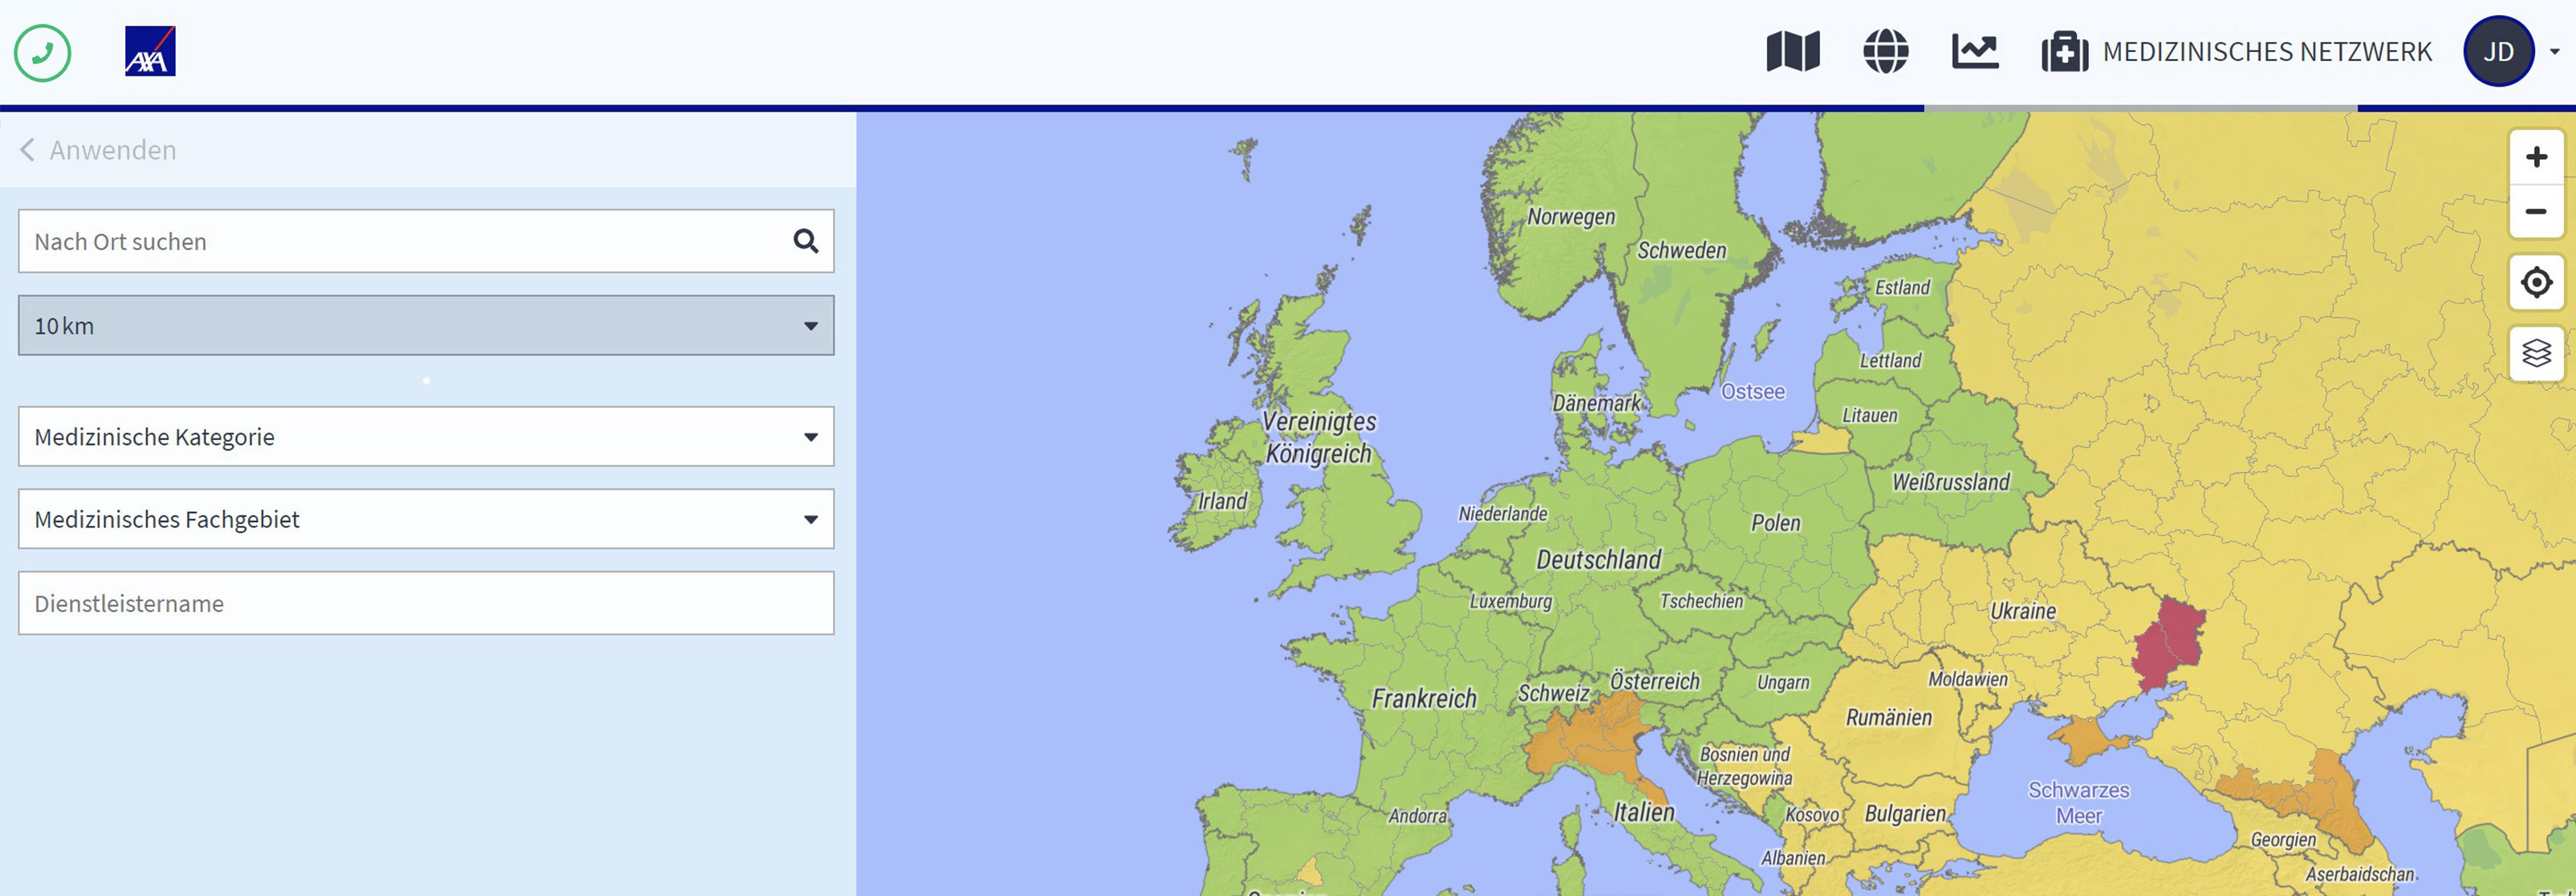 AXA
MEDIZINISCHES NETZWERK
JD
Anwenden
Nach Ort suchen
10 km
Medizinische Kategorie
Medizinisches Fachgebiet
Dienstleistername
Norwegen
Schweden
Estland
Lettland
Ostsee
Dänemark
Litauen
Vereinigtes
Königreich
Weißrussland
Irland
Niederlande
Polen
Deutschland
Luxemburg
Tschechien
Ukraine
Österreich
Ungarn
Moldawien
Frankreich
Schweiz
Rumänien
Bosnien und
Herzegowina
Schwarzes
Meer
Andorra
Italien
Kosovo
Bulgarien
Georgien
Albanien
Aserbaidschan